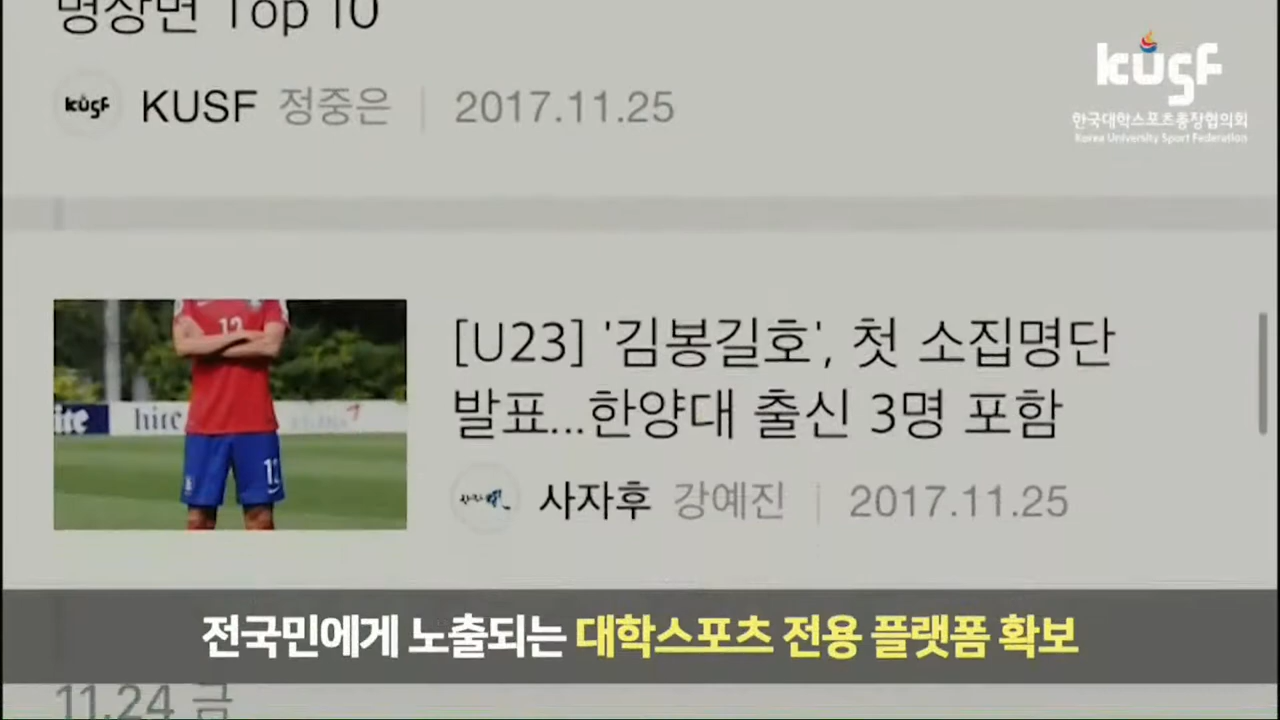 명장면 Top 10
kusf
KUSF 정중은 | 2017.11.25
kusf
한국대학스포츠총장협의회
Korea University Sport Federation
12
hite
12
[U23] '김봉길호', 첫 소집명단
발표...한양대 출신 3명 포함
사자후 강예진 | 2017.11.25
전국민에게 노출되는 대학스포츠 전용 플랫폼 확보
11.24 금